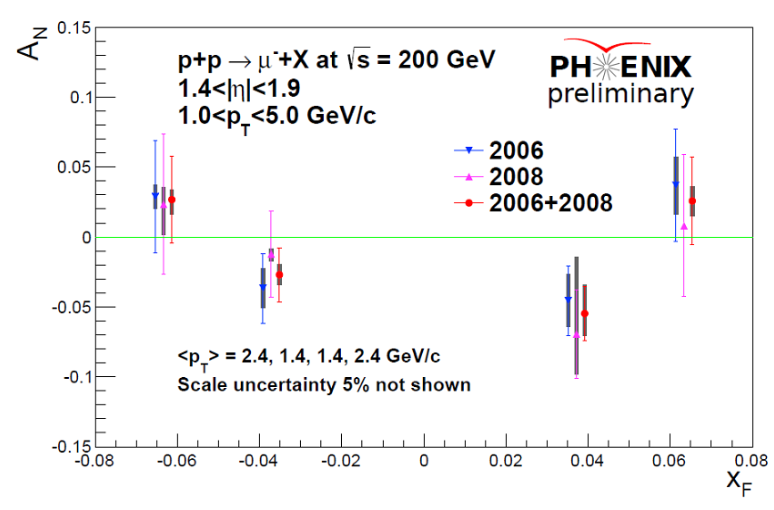 A_N
0.15
0.1
0.05
0
-0.05
-0.1
-0.15
p+p → μ⁻+X at √s = 200 GeV
1.4<|η|<1.9
1.0<p_T<5.0 GeV/c
PHENIX
preliminary
2006
2008
2006+2008
<p_T> = 2.4, 1.4, 1.4, 2.4 GeV/c
Scale uncertainty 5% not shown
-0.08 -0.06 -0.04 -0.02 0 0.02 0.04 0.06 0.08
x_F